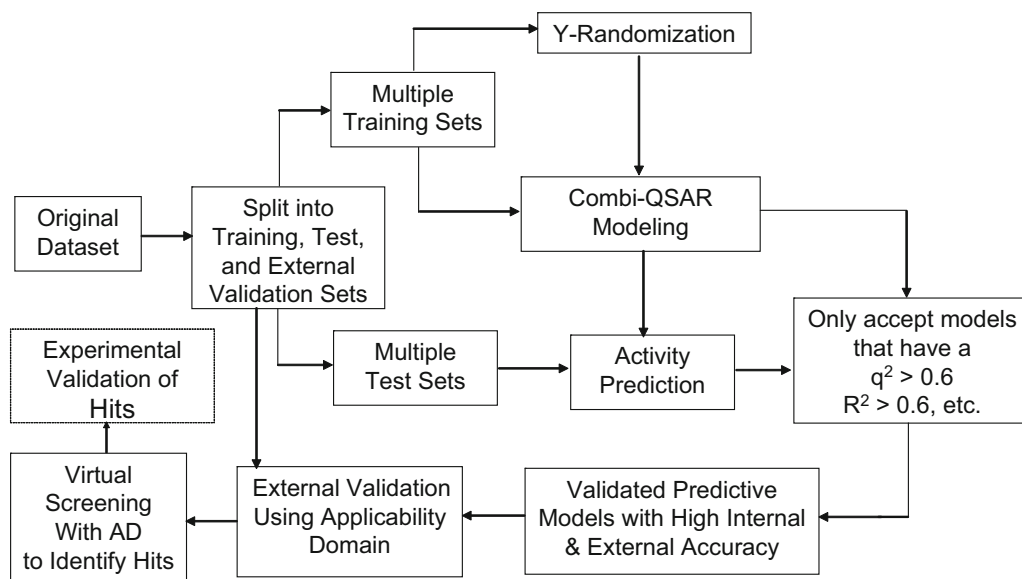 Y-Randomization
Multiple
Training Sets
Original
Dataset
Split into
Training, Test,
and External
Validation Sets
Combi-QSAR
Modeling
Multiple
Test Sets
Activity
Prediction
Only accept models
that have a
q² > 0.6
R² > 0.6, etc.
Experimental
Validation of
Hits
Virtual
Screening
With AD
to Identify Hits
External Validation
Using Applicability
Domain
Validated Predictive
Models with High Internal
& External Accuracy